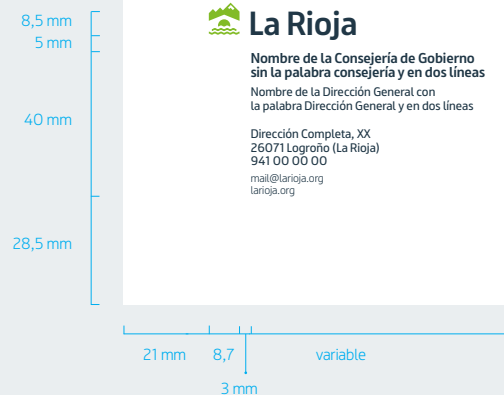 8,5 mm
La Rioja
5 mm
Nombre de la Consejería de Gobierno
sin la palabra consejería y en dos líneas
Nombre de la Dirección General con
la palabra Dirección General y en dos líneas
40 mm
Dirección Completa, XX
26071 Logroño (La Rioja)
941 00 00 00
mail@larioja.org
larioja.org
28,5 mm
21 mm 8,7 variable
3 mm